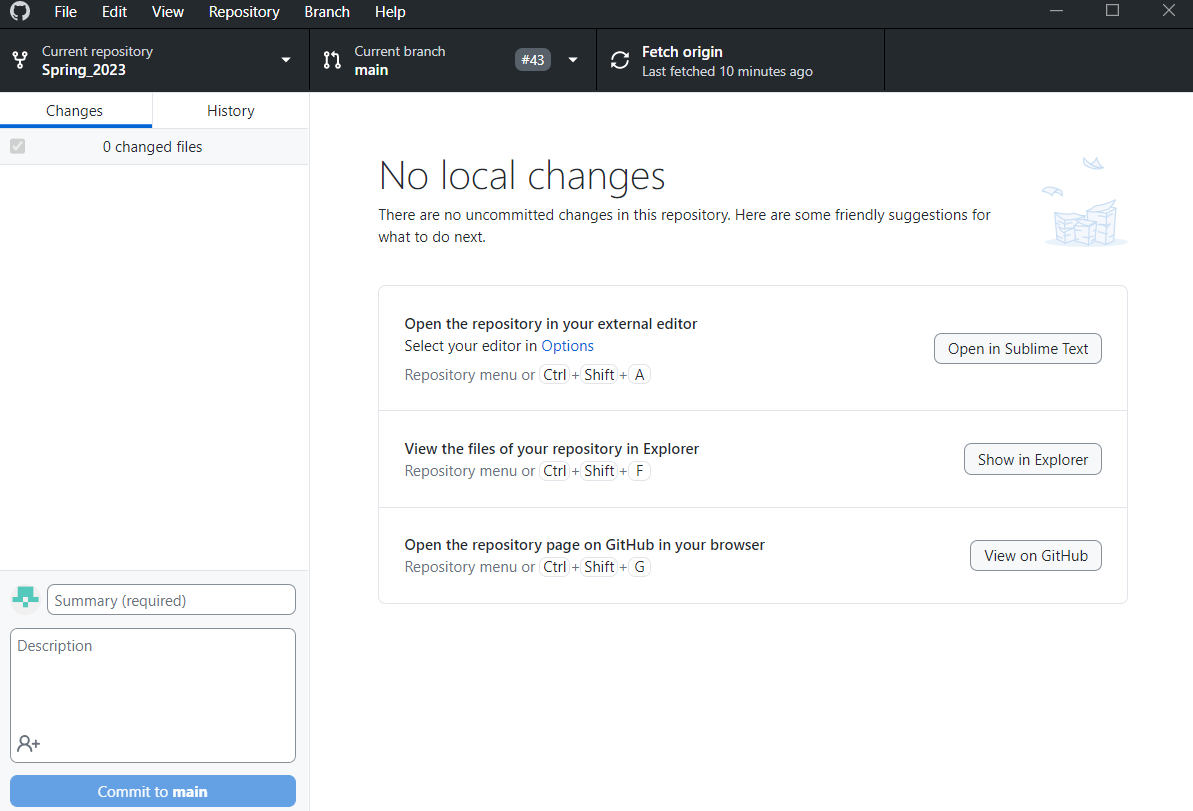 File Edit View Repository Branch Help
Current repository
Spring_2023
Current branch
main
#43
Fetch origin
Last fetched 10 minutes ago
Changes
History
0 changed files
No local changes
There are no uncommitted changes in this repository. Here are some friendly suggestions for
what to do next.
Open the repository in your external editor
Select your editor in Options
Repository menu or Ctrl + Shift + A
Open in Sublime Text
View the files of your repository in Explorer
Repository menu or Ctrl + Shift + F
Show in Explorer
Open the repository page on GitHub in your browser
Repository menu or Ctrl + Shift + G
View on GitHub
Summary (required)
Description
Commit to main